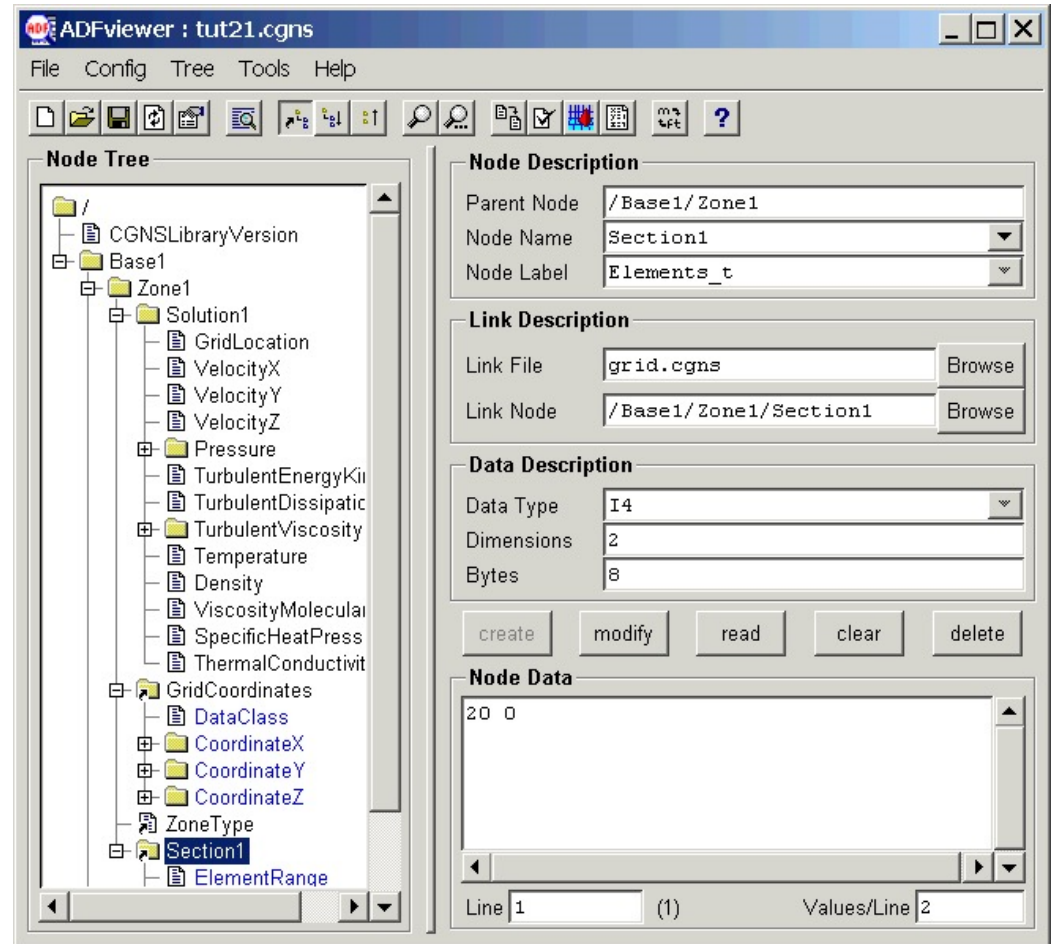 ADFviewer : tut21.cgns
File Config Tree Tools Help
Node Tree
/
CGNSLibraryVersion
Base1
Zone1
Solution1
GridLocation
VelocityX
VelocityY
VelocityZ
Pressure
TurbulentEnergyKi
TurbulentDissipatic
TurbulentViscosity
Temperature
Density
ViscosityMolecular
SpecificHeatPress
ThermalConductivit
GridCoordinates
DataClass
CoordinateX
CoordinateY
CoordinateZ
ZoneType
Section1
ElementRange
Node Description
Parent Node /Base1/Zone1
Node Name Section1
Node Label Elements_t
Link Description
Link File grid.cgns Browse
Link Node /Base1/Zone1/Section1 Browse
Data Description
Data Type I4
Dimensions 2
Bytes 8
create modify read clear delete
Node Data
20 0
Line 1 (1) Values/Line 2